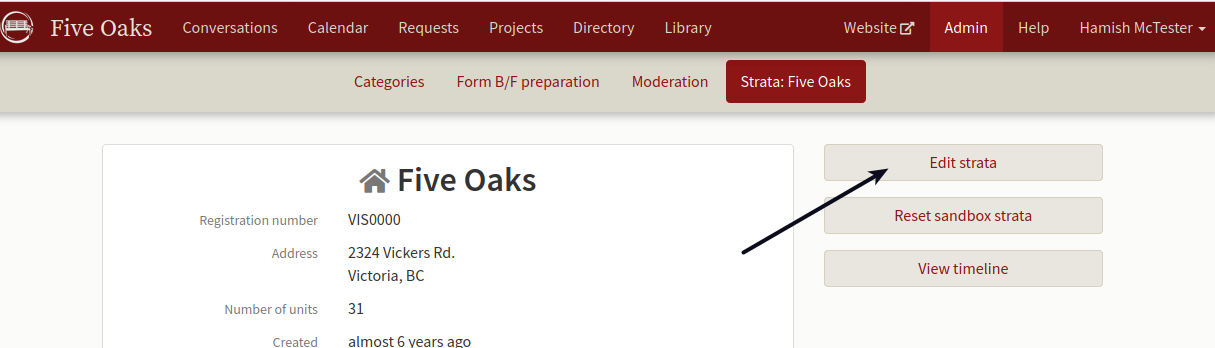 Five Oaks Conversations Calendar Requests Projects Directory Library Website Admin Help Hamish McTester
Categories Form B/F preparation Moderation Strata: Five Oaks
Five Oaks
Registration number VIS0000
Address 2324 Vickers Rd.
Victoria, BC
Number of units 31
Created almost 6 years ago
Edit strata
Reset sandbox strata
View timeline